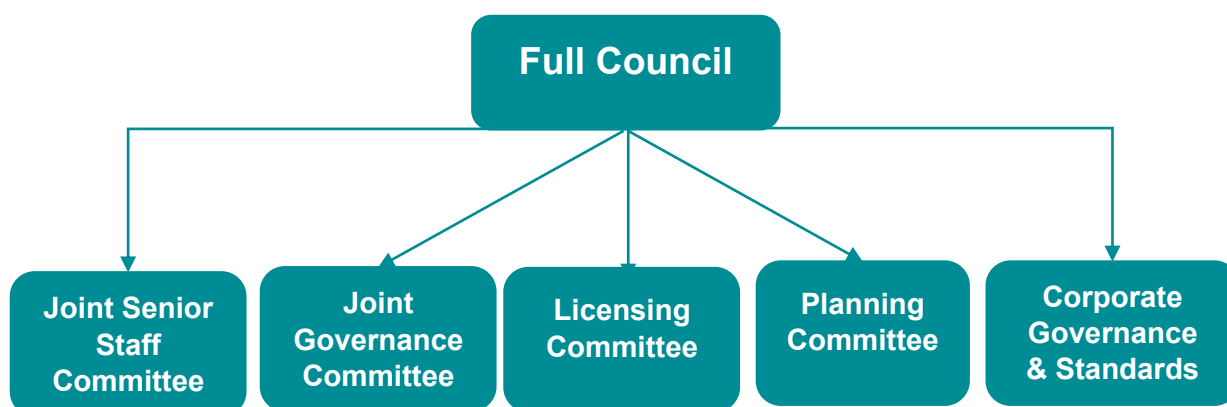 Full Council
Joint Senior
Staff
Committee
Joint
Governance
Committee
Licensing
Committee
Planning
Committee
Corporate
Governance
& Standards